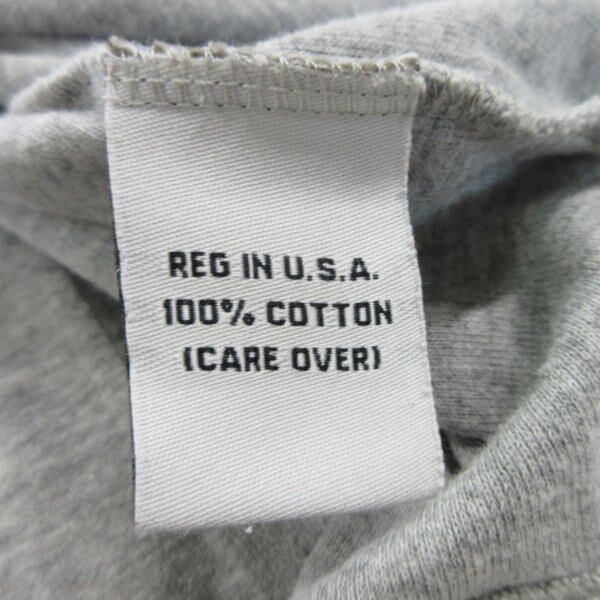 REG IN U.S.A.
100% COTTON
(CARE OVER)